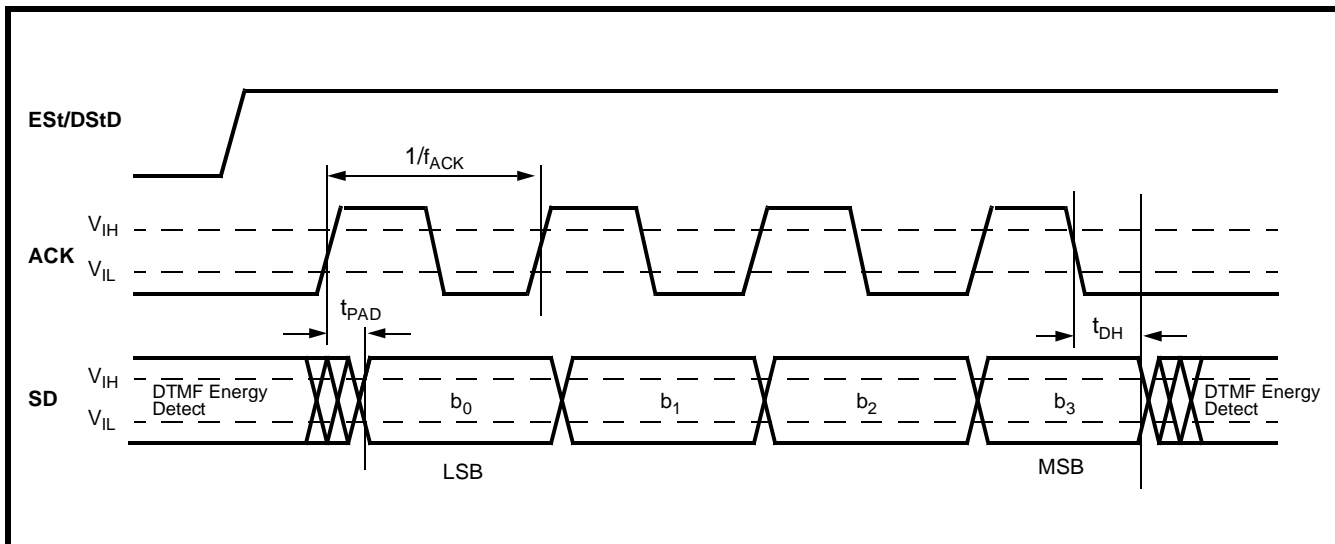 ESt/DStD
1/fACK
VIH
ACK
VIL
tPAD
tDH
VIH
SD
VIL
DTMF Energy
Detect
b0
b1
b2
b3
DTMF Energy
Detect
LSB
MSB